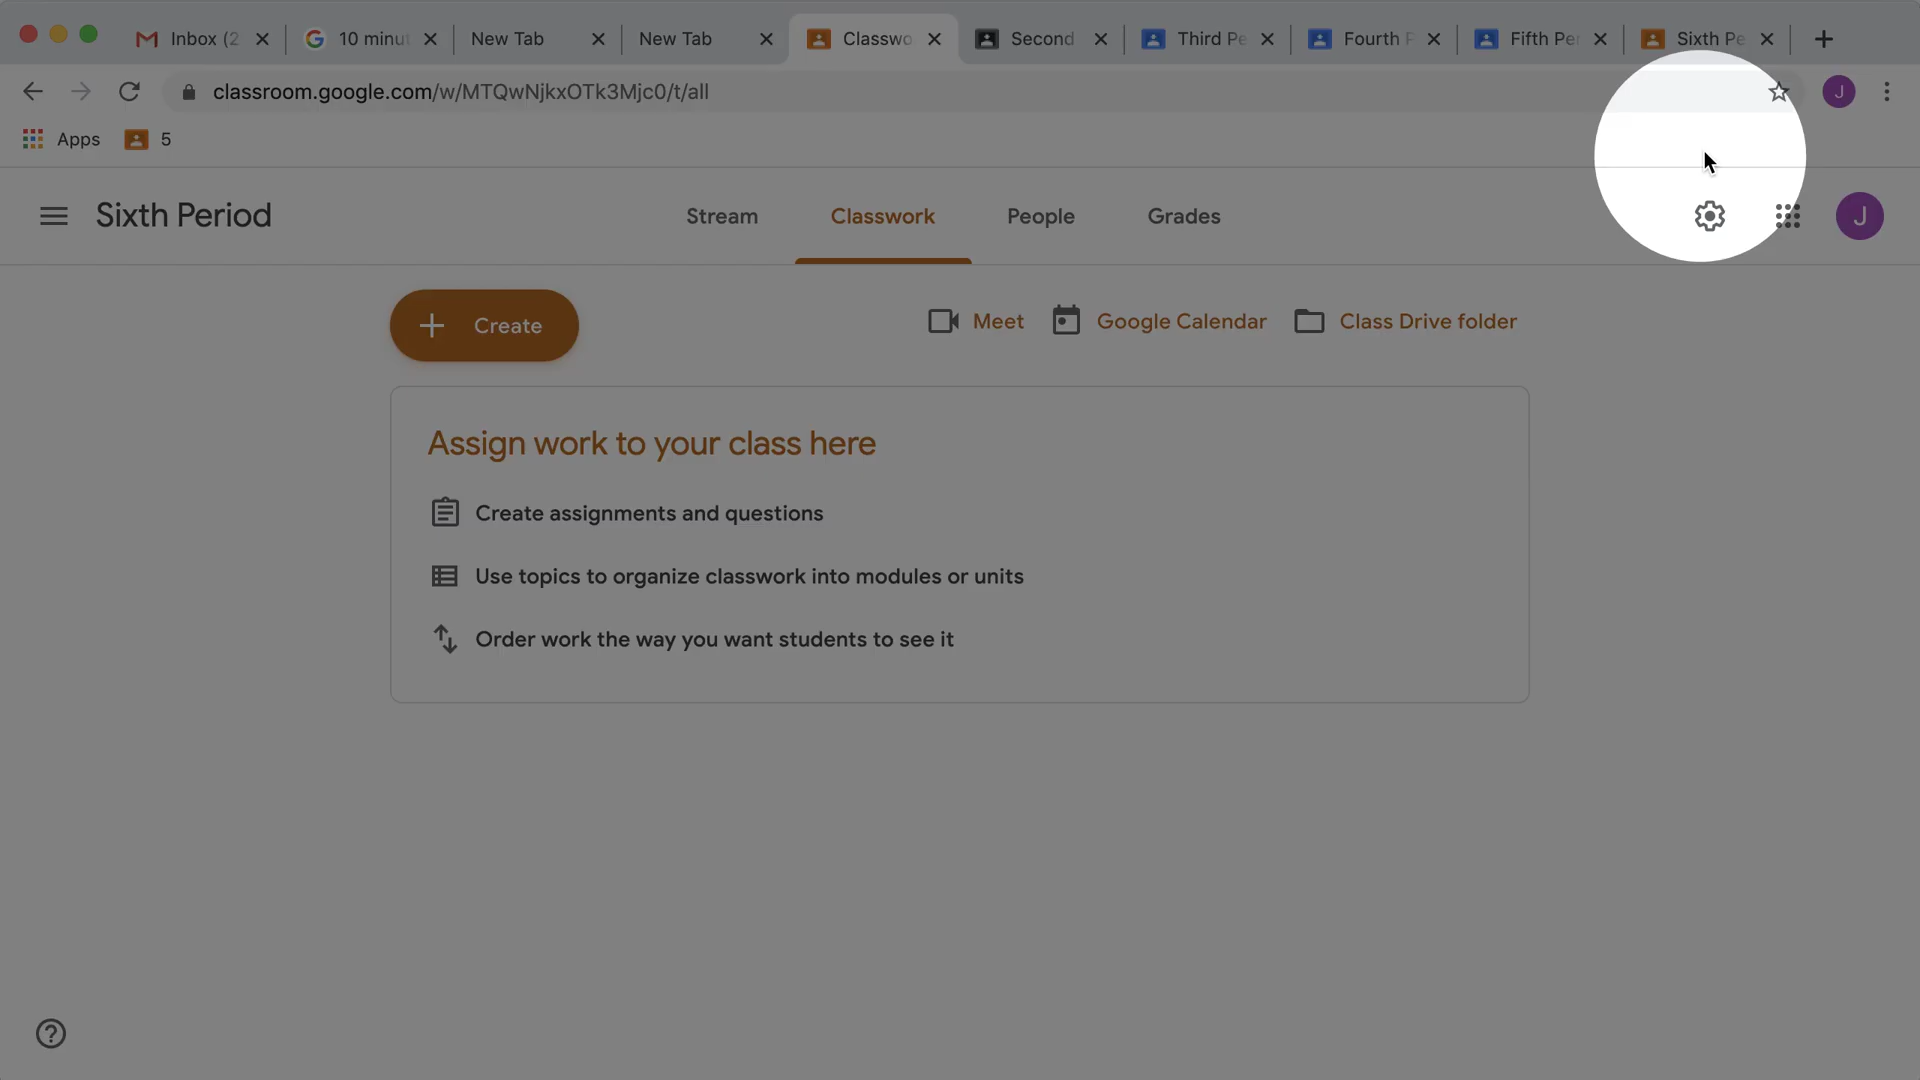 Inbox (2
10 minut
New Tab
New Tab
Classwo
Second
Third Pe
Fourth P
Fifth Per
Sixth Pe
classroom.google.com/w/MTQwNjkxOTk3Mjc0/t/all
J
Apps
5
Sixth Period
Stream
Classwork
People
Grades
J
Create
Meet
Google Calendar
Class Drive folder
Assign work to your class here
Create assignments and questions
Use topics to organize classwork into modules or units
Order work the way you want students to see it